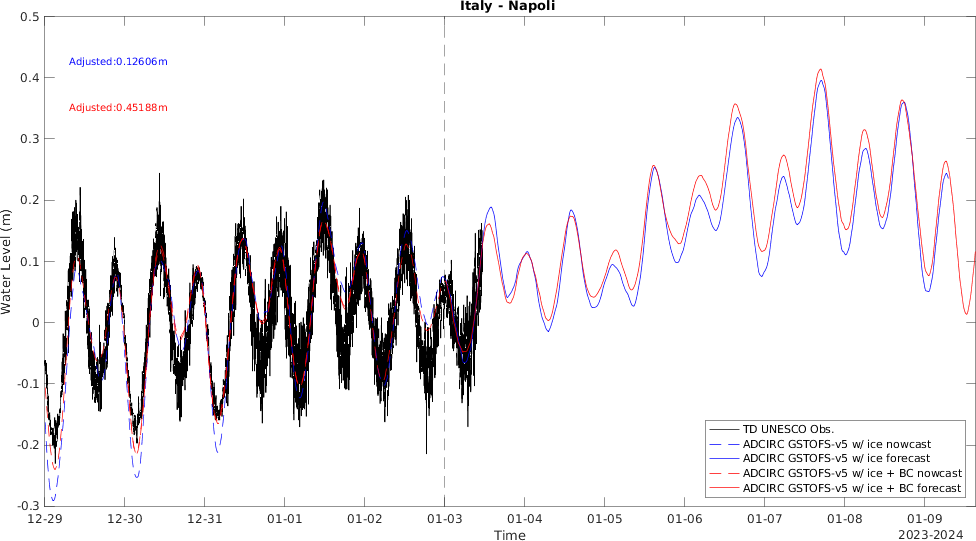 Italy - Napoli
0.5
0.4
0.3
0.2
0.1
0
-0.1
-0.2
-0.3
Water Level (m)
Adjusted:0.12606m
Adjusted:0.45188m
TD UNESCO Obs.
ADCIRC GSTOFS-v5 w/ ice nowcast
ADCIRC GSTOFS-v5 w/ ice forecast
ADCIRC GSTOFS-v5 w/ ice + BC nowcast
ADCIRC GSTOFS-v5 w/ ice + BC forecast
12-29 12-30 12-31 01-01 01-02 01-03 01-04 01-05 01-06 01-07 01-08 01-09
Time
2023-2024